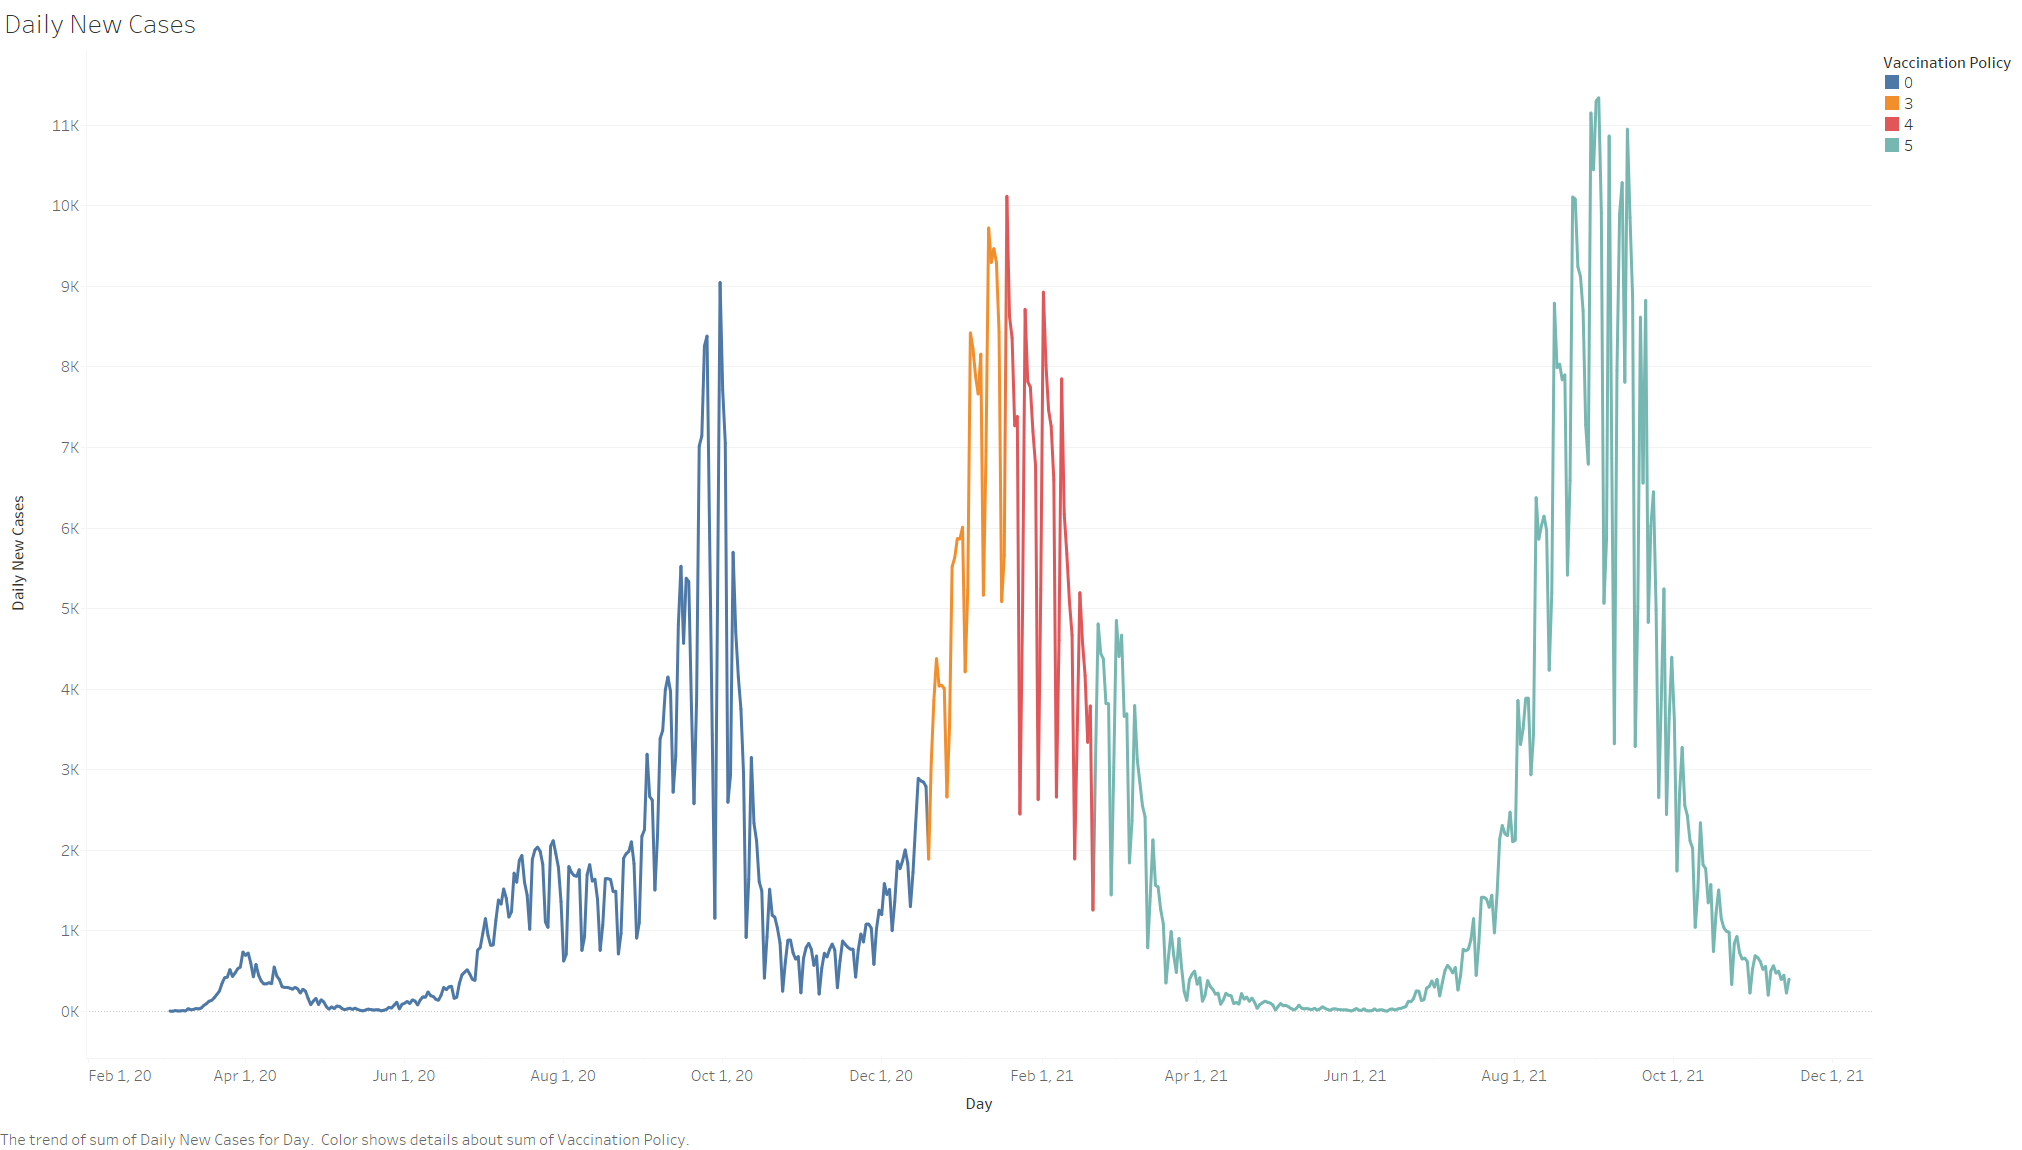 Daily New Cases
Vaccination Policy
0
3
4
5
11K
10K
9K
8K
7K
6K
5K
4K
3K
2K
1K
0K
Daily New Cases
Feb 1, 20 Apr 1, 20 Jun 1, 20 Aug 1, 20 Oct 1, 20 Dec 1, 20 Feb 1, 21 Apr 1, 21 Jun 1, 21 Aug 1, 21 Oct 1, 21 Dec 1, 21
Day
The trend of sum of Daily New Cases for Day. Color shows details about sum of Vaccination Policy.